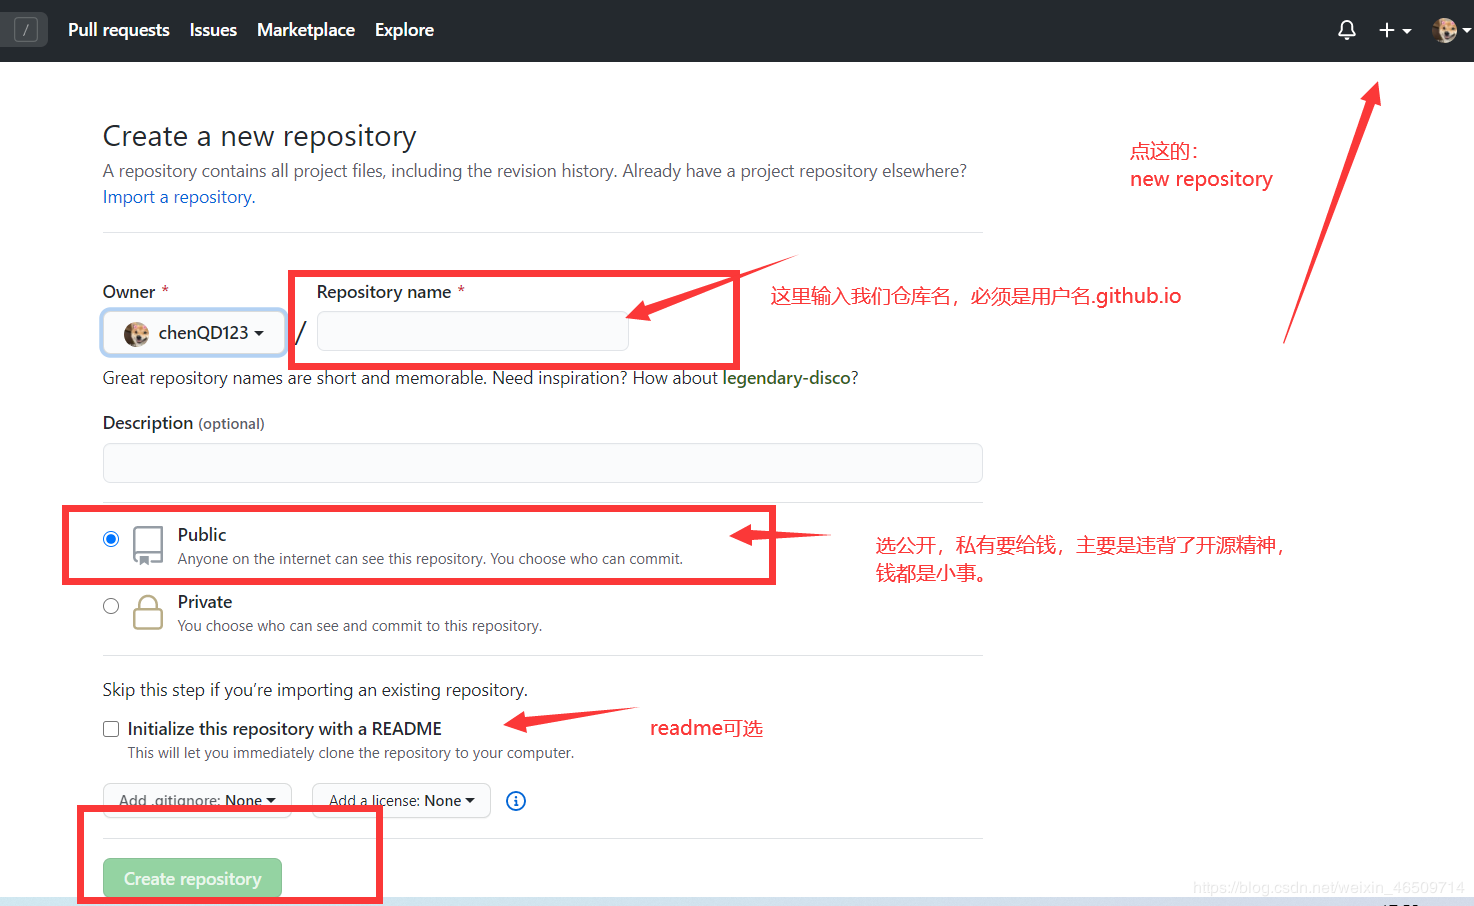 /
Pull requests Issues Marketplace Explore
Create a new repository
A repository contains all project files, including the revision history. Already have a project repository elsewhere?
Import a repository.
点这的：
new repository
Owner *
Repository name *
chenQD123
/
这里输入我们仓库名，必须是用户名.github.io
Great repository names are short and memorable. Need inspiration? How about legendary-disco?
Description (optional)
Public
Anyone on the internet can see this repository. You choose who can commit.
选公开，私有要给钱，主要是违背了开源精神，
钱都是小事。
Private
You choose who can see and commit to this repository.
Skip this step if you’re importing an existing repository.
Initialize this repository with a README
This will let you immediately clone the repository to your computer.
readme可选
Add .gitignore: None
Add a license: None
Create repository
https://blog.csdn.net/weixin_46509714